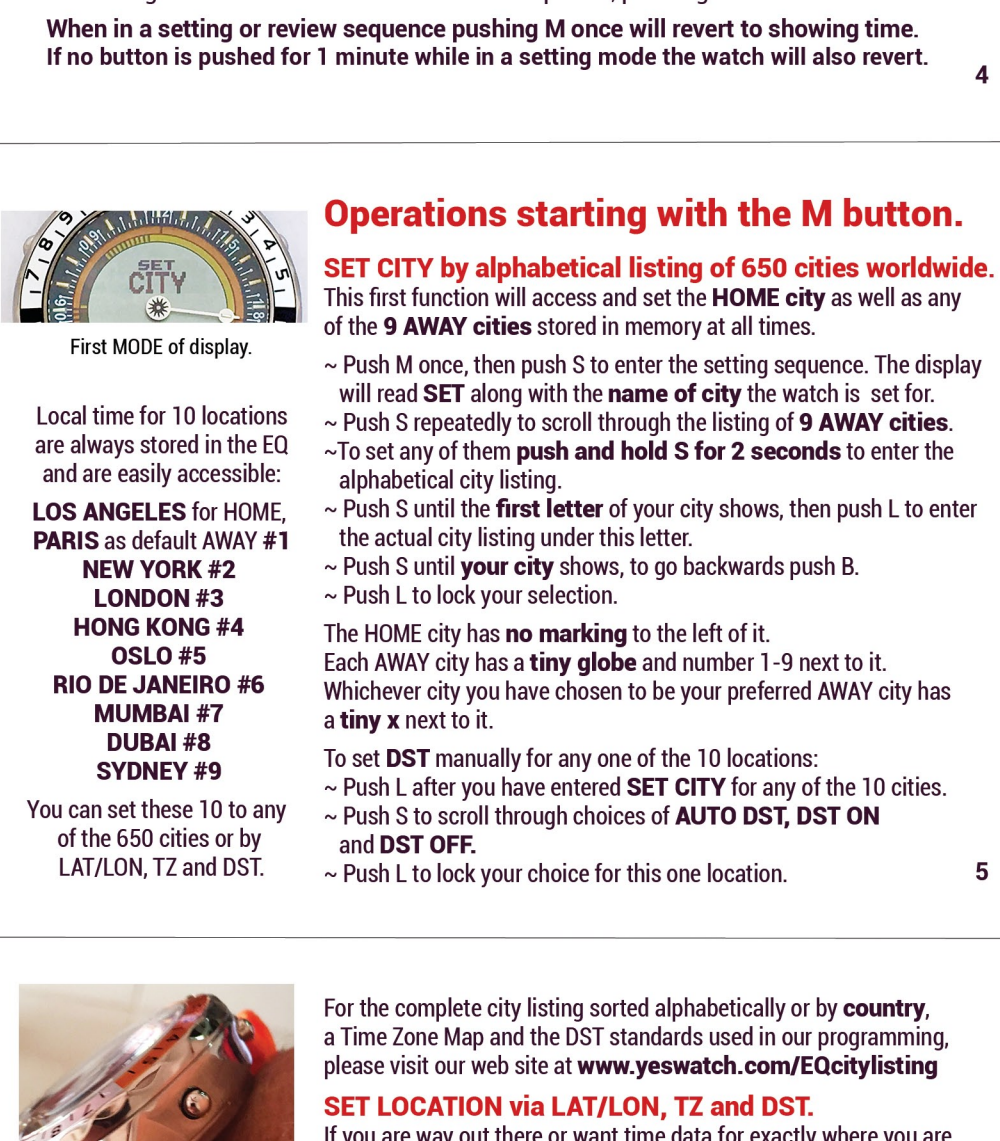 When in a setting or review sequence pushing M once will revert to showing time.
If no button is pushed for 1 minute while in a setting mode the watch will also revert.
4
SET
CITY
First MODE of display.
Local time for 10 locations
are always stored in the EQ
and are easily accessible:
LOS ANGELES for HOME,
PARIS as default AWAY #1
NEW YORK #2
LONDON #3
HONG KONG #4
OSLO #5
RIO DE JANEIRO #6
MUMBAI #7
DUBAI #8
SYDNEY #9
You can set these 10 to any
of the 650 cities or by
LAT/LON, TZ and DST.
Operations starting with the M button.
SET CITY by alphabetical listing of 650 cities worldwide.
This first function will access and set the HOME city as well as any
of the 9 AWAY cities stored in memory at all times.
~ Push M once, then push S to enter the setting sequence. The display
will read SET along with the name of city the watch is set for.
~ Push S repeatedly to scroll through the listing of 9 AWAY cities.
~To set any of them push and hold S for 2 seconds to enter the
alphabetical city listing.
~ Push S until the first letter of your city shows, then push L to enter
the actual city listing under this letter.
~ Push S until your city shows, to go backwards push B.
~ Push L to lock your selection.
The HOME city has no marking to the left of it.
Each AWAY city has a tiny globe and number 1-9 next to it.
Whichever city you have chosen to be your preferred AWAY city has
a tiny x next to it.
To set DST manually for any one of the 10 locations:
~ Push L after you have entered SET CITY for any of the 10 cities.
~ Push S to scroll through choices of AUTO DST, DST ON
and DST OFF.
~ Push L to lock your choice for this one location.
5
For the complete city listing sorted alphabetically or by country,
a Time Zone Map and the DST standards used in our programming,
please visit our web site at www.yeswatch.com/EQcitylisting
SET LOCATION via LAT/LON, TZ and DST.
If you are way out there or want time data for exactly where you are